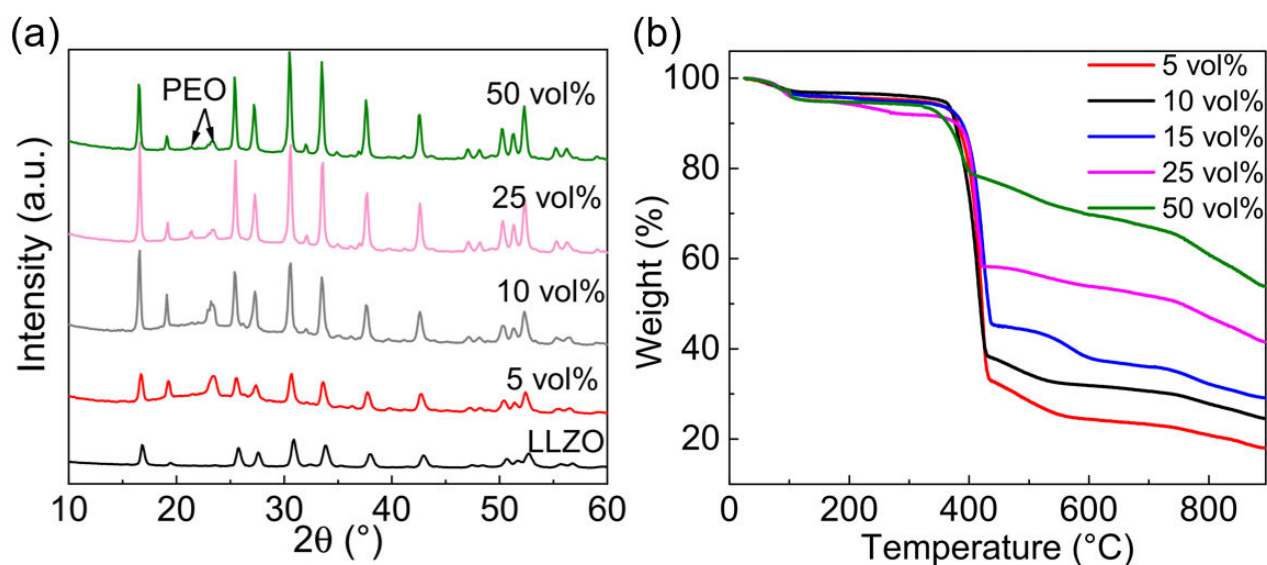 (a)
Intensity (a.u.)
PEO
50 vol%
25 vol%
10 vol%
5 vol%
LLZO
10 20 30 40 50 60
2θ (°)
(b)
Weight (%)
100
80
60
40
20
5 vol%
10 vol%
15 vol%
25 vol%
50 vol%
0 200 400 600 800
Temperature (°C)